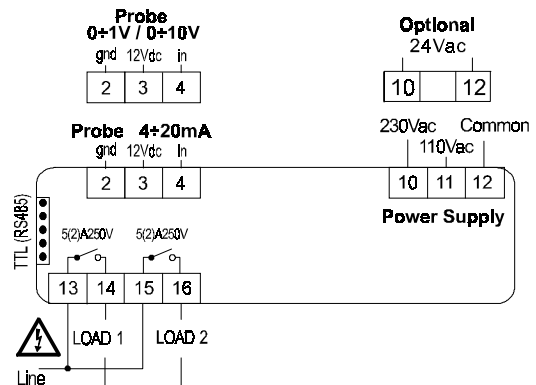 Probe
0÷1V / 0÷10V
gnd 12Vdc in
2 3 4
Optional
24Vac
10 12
Probe 4÷20mA
gnd 12Vdc In
2 3 4
230Vac Common
110Vac
10 11 12
Power Supply
TTL (RS485)
5(2)A250V 5(2)A250V
13 14 15 16
LOAD 1 LOAD 2
Line